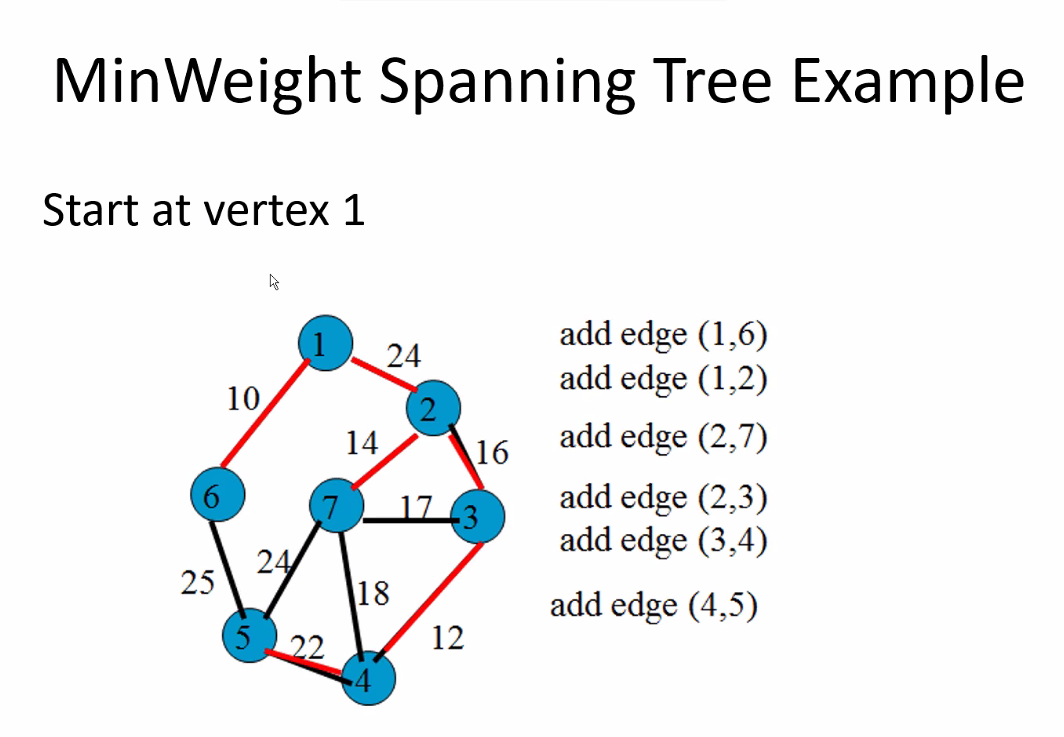 MinWeight Spanning Tree Example
Start at vertex 1
1
24
10
2
14
16
6
7
17
3
24
25
18
5
22
12
4
add edge (1,6)
add edge (1,2)
add edge (2,7)
add edge (2,3)
add edge (3,4)
add edge (4,5)